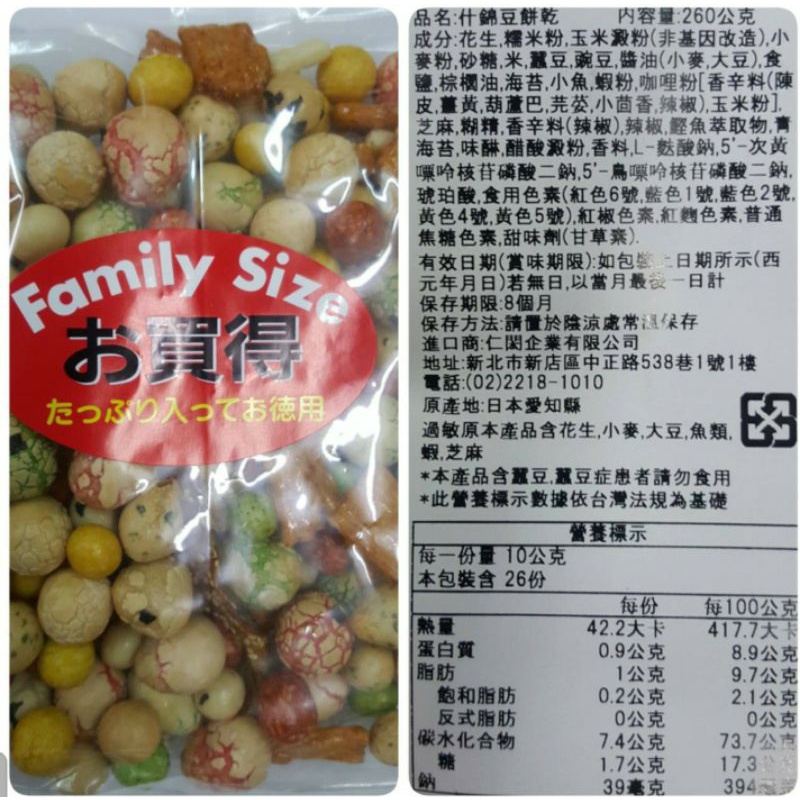 Family Size
お買得
たっぷり入ってお徳用
品名:什錦豆餅乾 內容量:260公克
成分:花生,糯米粉,玉米澱粉(非基因改造),小
麥粉,砂糖,米,蠶豆,豌豆,醬油(小麥,大豆),食
鹽,棕櫚油,海苔,小魚,蝦粉,咖哩粉[香辛料(陳
皮,薑黃,葫蘆巴,芫荽,小茴香,辣椒),玉米粉],
芝麻,糊精,香辛料(辣椒),辣椒,鰹魚萃取物,青
海苔,味醂,醋酸澱粉,香料,L-麩酸鈉,5'-次黃
嘌呤核苷磷酸二鈉,5'-鳥嘌呤核苷磷酸二鈉,
琥珀酸,食用色素(紅色6號,藍色1號,藍色2號,
黃色4號,黃色5號),紅椒色素,紅麴色素,普通
焦糖色素,甜味劑(甘草素).
有效日期(賞味期限):如包裝上日期所示(西
元年月日)若無日,以當月最後一日計
保存期限:8個月
保存方法:請置於陰涼處常溫保存
進口商:仁閎企業有限公司
地址:新北市新店區中正路538巷1號1樓
電話:(02)2218-1010
原產地:日本愛知縣
過敏原本產品含花生,小麥,大豆,魚類,
蝦,芝麻
*本產品含蠶豆,蠶豆症患者請勿食用
*此營養標示數據依台灣法規為基礎
營養標示
每一份量 10公克
本包裝含 26份
每份 每100公克
熱量 42.2大卡 417.7大卡
蛋白質 0.9公克 8.9公克
脂肪 1公克 9.7公克
飽和脂肪 0.2公克 2.1公克
反式脂肪 0公克 0公克
碳水化合物 7.4公克 73.7公克
糖 1.7公克 17.3公克
鈉 39毫克 394